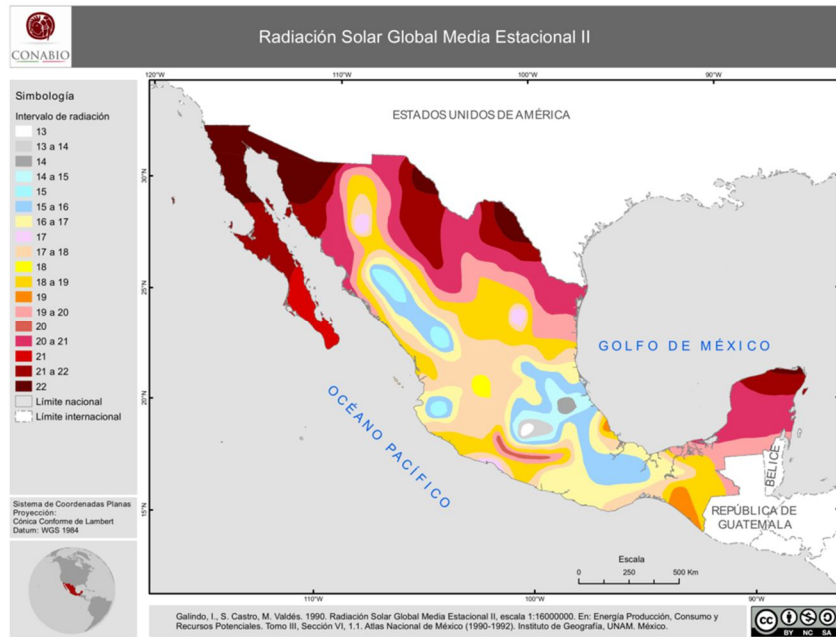 CONABIO
Radiación Solar Global Media Estacional II
120°W
110°W
100°W
90°W
Simbología
Intervalo de radiación
13
13 a 14
14
14 a 15
15
15 a 16
16 a 17
17
17 a 18
18
18 a 19
19
19 a 20
20
20 a 21
21
21 a 22
22
Límite nacional
Límite internacional
ESTADOS UNIDOS DE AMÉRICA
30°N
25°N
20°N
15°N
GOLFO DE MÉXICO
OCÉANO PACÍFICO
BELICE
REPÚBLICA DE
GUATEMALA
Sistema de Coordenadas Planas
Proyección:
Cónica Conforme de Lambert
Datum: WGS 1984
Escala
0 250 500 Km
110°W
100°W
90°W
Galindo, I., S. Castro, M. Valdés. 1990. Radiación Solar Global Media Estacional II, escala 1:16000000. En: Energía Producción, Consumo y
Recursos Potenciales. Tomo III, Sección VI, 1.1. Atlas Nacional de México (1990-1992). Instituto de Geografía, UNAM. México.
cc
BY NC SA